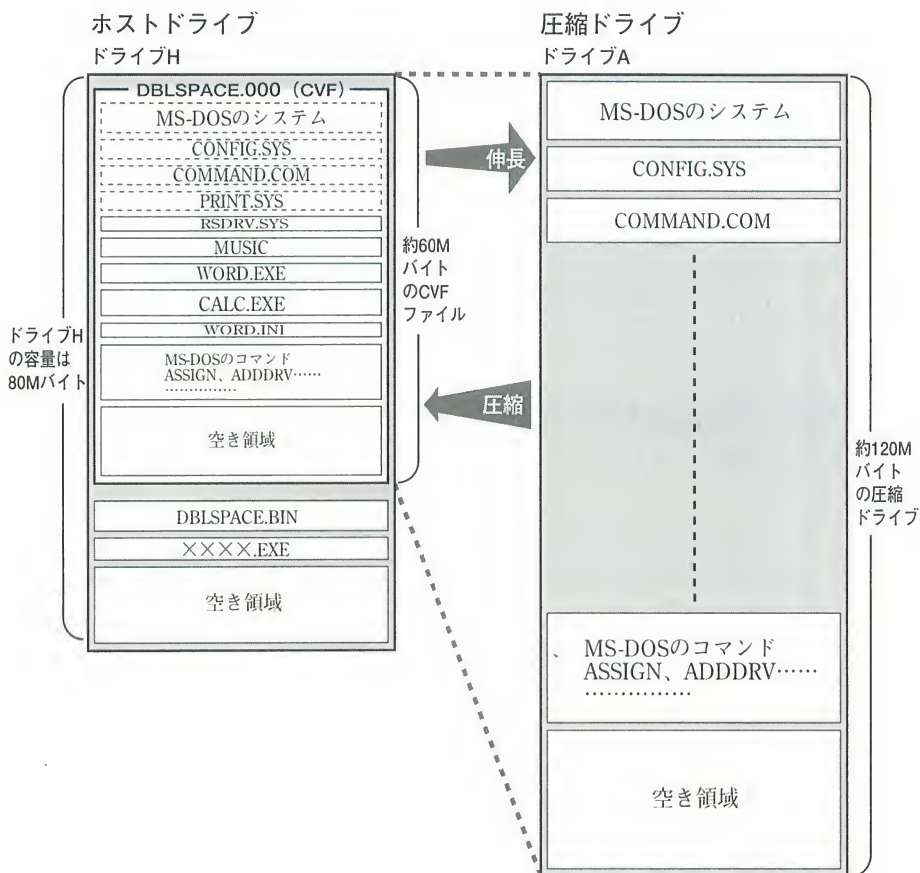 ホストドライブ
ドライブH
DBLSPACE.000 (CVF)
MS-DOSのシステム
CONFIG.SYS
COMMAND.COM
PRINT.SYS
RSDRV.SYS
MUSIC
WORD.EXE
CALC.EXE
WORD.INI
MS-DOSのコマンド
ASSIGN、ADDDRV……
……………
空き領域
DBLSPACE.BIN
××××.EXE
空き領域
ドライブH
の容量は
80Mバイト
約60M
バイト
のCVF
ファイル
伸長
圧縮
圧縮ドライブ
ドライブA
MS-DOSのシステム
CONFIG.SYS
COMMAND.COM
MS-DOSのコマンド
ASSIGN、ADDDRV……
……………
空き領域
約120M
バイト
の圧縮
ドライブ